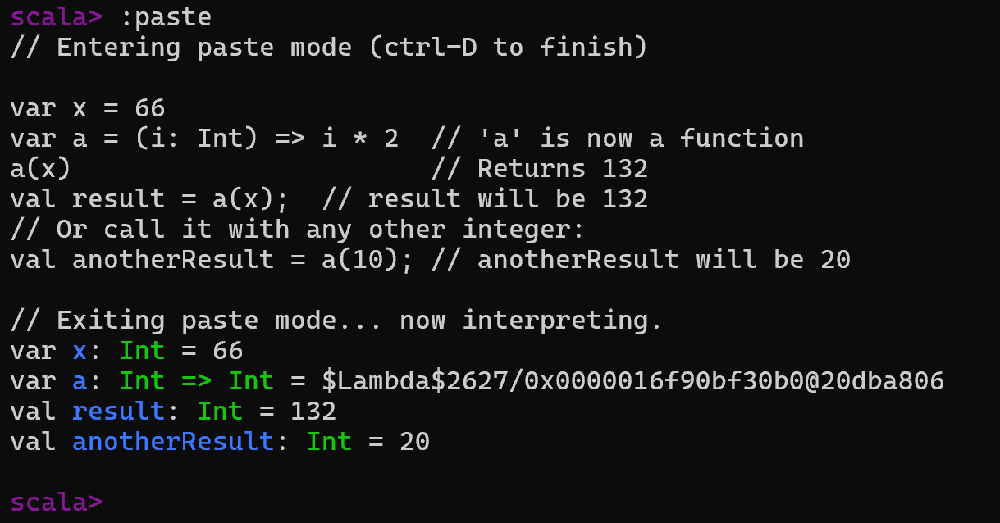 scala> :paste
// Entering paste mode (ctrl-D to finish)
var x = 66
var a = (i: Int) => i * 2  // 'a' is now a function
a(x)                       // Returns 132
val result = a(x);  // result will be 132
// Or call it with any other integer:
val anotherResult = a(10); // anotherResult will be 20
// Exiting paste mode... now interpreting.
var x: Int = 66
var a: Int => Int = $Lambda$2627/0x0000016f90bf30b0@20dba806
val result: Int = 132
val anotherResult: Int = 20
scala>